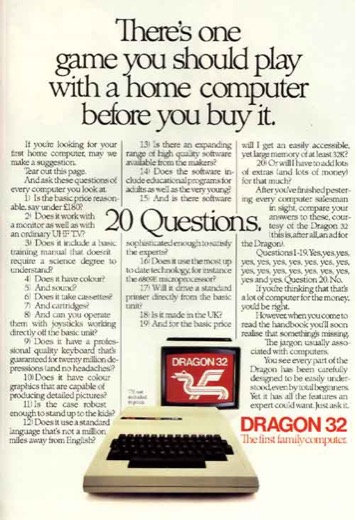 There's one
game you should play
with a home computer
before you buy it.
If you're looking for your
first home computer, may we
make a suggestion.
Tear out this page.
And ask these questions of
every computer you look at.
1) Is the basic price reason-
able, say under £180?
2) Does it work with
a monitor as well as with
an ordinary UHF TV?
3) Does it include a basic
training manual that doesn't
require a science degree to
understand?
4) Does it have colour?
5) And sound?
6) Does it take cassettes?
7) And cartridges?
8) And can you operate
them with joysticks working
directly off the basic unit?
9) Does it have a profes-
sional quality keyboard that's
guaranteed for twenty million de-
pressions (and no headaches)?
10) Does it have colour
graphics that are capable of
producing detailed pictures?
11) Is the case robust
enough to stand up to the kids?
12) Does it use a standard
language that's not a million
miles away from English?
13) Is there an expanding
range of high quality software
available from the makers?
14) Does the software in-
clude educational programs for
adults as well as the very young?
15) And is there software
20 Questions.
sophisticated enough to satisfy
the experts?
16) Does it use the most up
to date technology, for instance
the microprocessor?
17) Will it drive a standard
printer directly from the basic
unit?
18) Is it made in the UK?
19) And for the basic price
will I get an easily accessible,
yet large memory of at least 32K?
20) Or will I have to add lots
of extras (and lots of money)
for that much?
After you've finished pester-
ing every computer salesman
in sight, compare your
answers to these, cour-
tesy of the Dragon 32
(this is, after all, an ad for
the Dragon).
Questions 1-19. Yes, yes, yes,
yes, yes, yes, yes, yes, yes,
yes, yes, yes, yes, yes, yes,
yes and yes. Question 20. No.
If you're thinking that's
a lot of computer for the money,
you'd be right.
However, when you come to
read the handbook you'll soon
realise that something's missing.
The jargon usually asso-
ciated with computers.
You see every part of the
Dragon has been carefully
designed to be easily under-
stood, even by total beginners.
Yet it has all the features an
expert could want. Just ask it.
DRAGON 32
DRAGON 32
The first family computer.